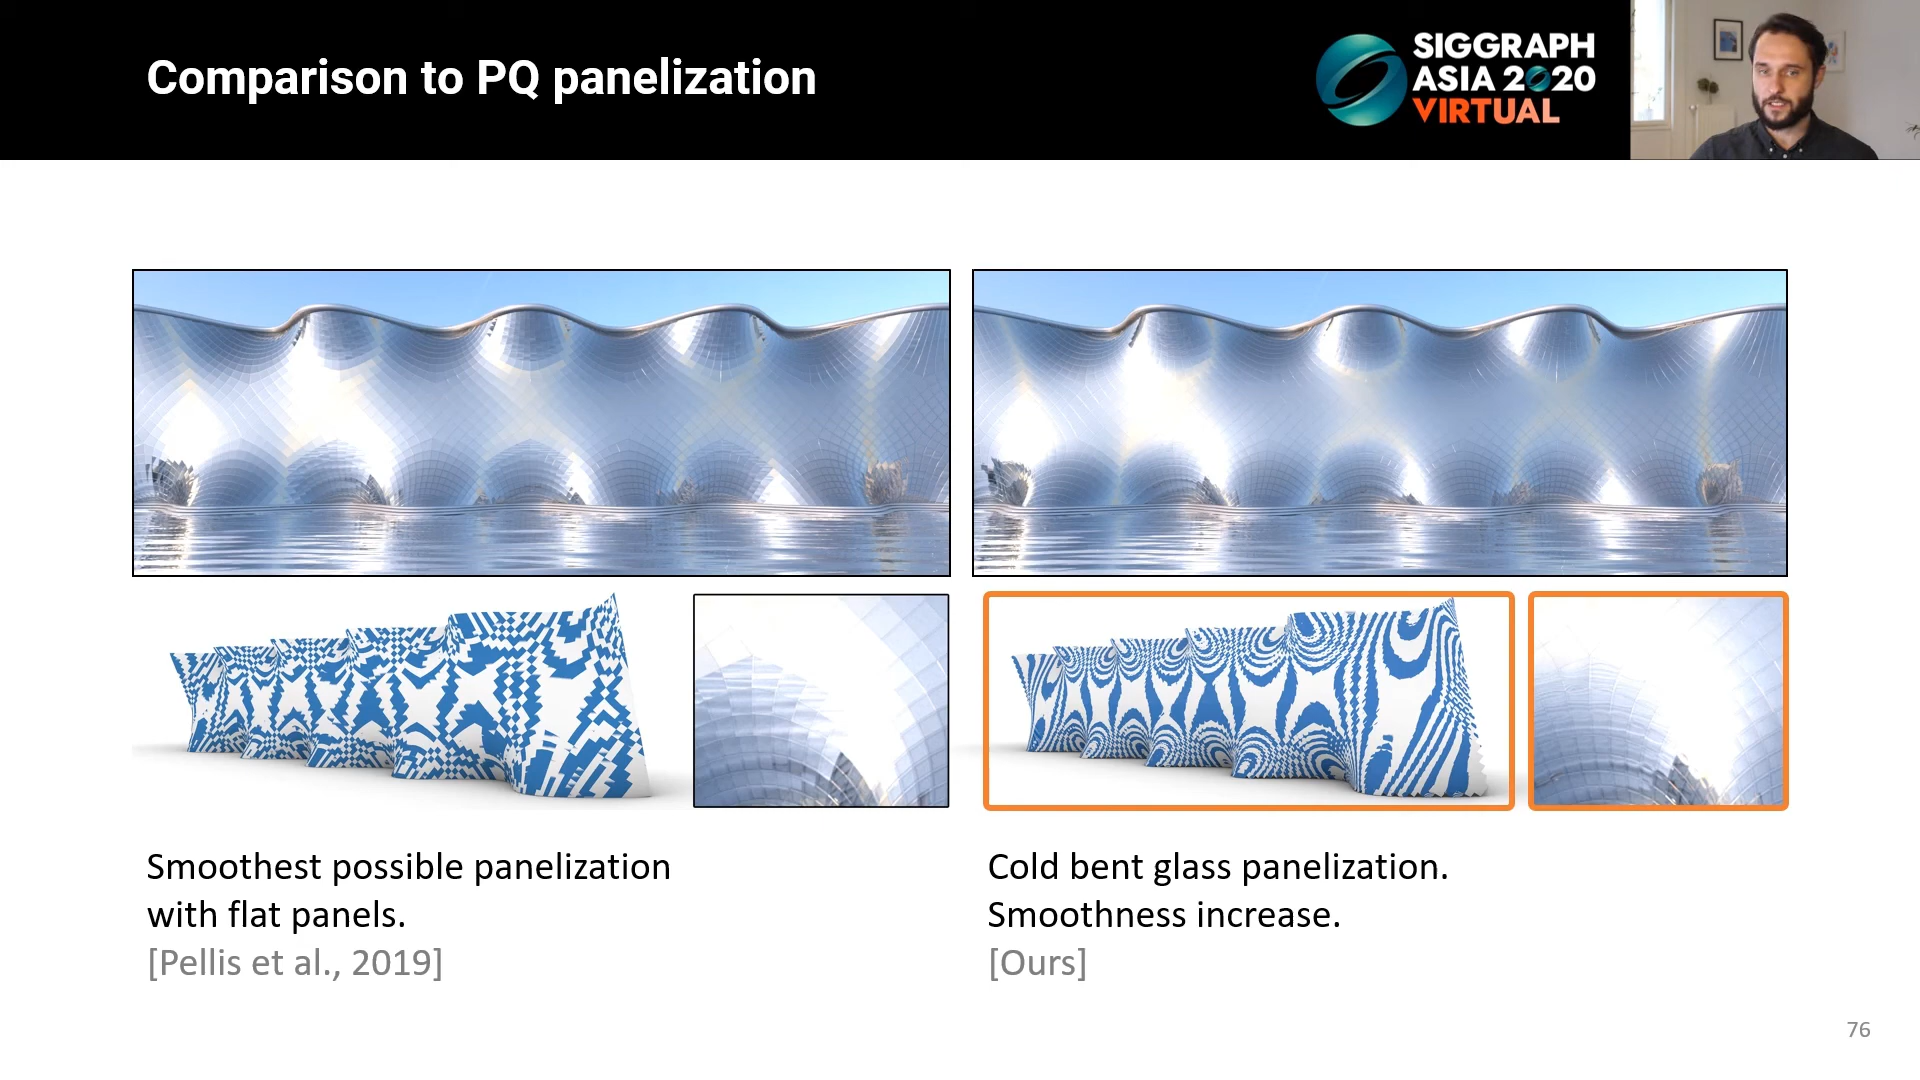 Comparison to PQ panelization
SIGGRAPH
ASIA 2020
VIRTUAL
Smoothest possible panelization
with flat panels.
[Pellis et al., 2019]
Cold bent glass panelization.
Smoothness increase.
[Ours]
76